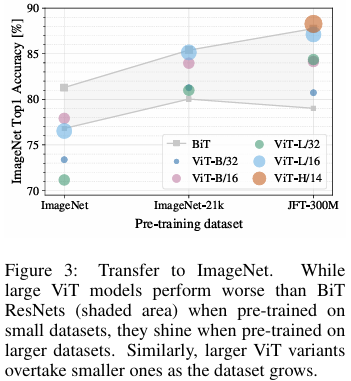 90
85
80
75
70
ImageNet Top1 Accuracy [%]
BiT
ViT-B/32
ViT-B/16
ViT-L/32
ViT-L/16
ViT-H/14
ImageNet
ImageNet-21k
JFT-300M
Pre-training dataset
Figure 3: Transfer to ImageNet. While
large ViT models perform worse than BiT
ResNets (shaded area) when pre-trained on
small datasets, they shine when pre-trained on
larger datasets. Similarly, larger ViT variants
overtake smaller ones as the dataset grows.